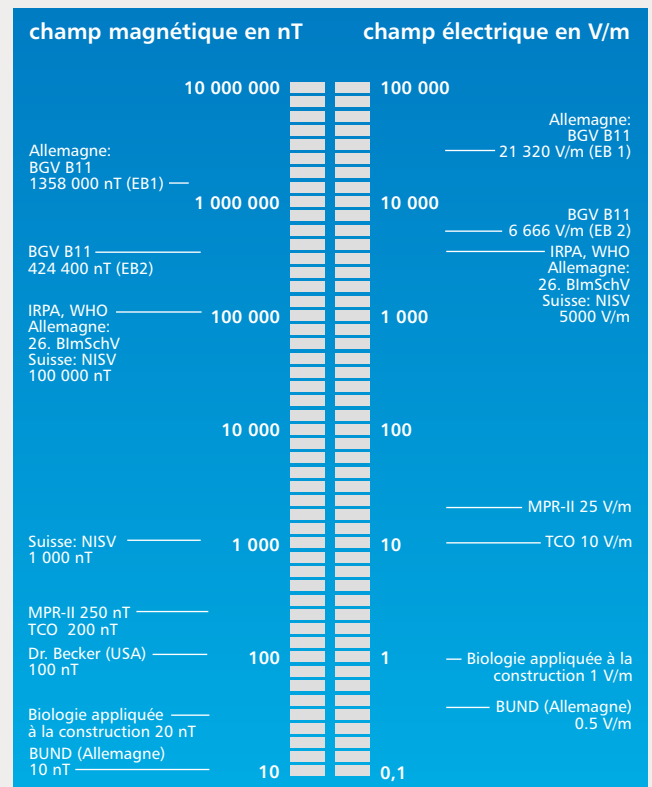 champ magnétique en nT
champ électrique en V/m
10 000 000
100 000
Allemagne:
BGV B11
21 320 V/m (EB 1)
Allemagne:
BGV B11
1358 000 nT (EB1)
1 000 000
10 000
BGV B11
6 666 V/m (EB 2)
BGV B11
424 400 nT (EB2)
IRPA, WHO
Allemagne:
26. BImSchV
Suisse: NISV
5000 V/m
IRPA, WHO
Allemagne:
26. BImSchV
Suisse: NISV
100 000 nT
100 000
1 000
10 000
100
MPR-II 25 V/m
Suisse: NISV
1 000 nT
1 000
10
TCO 10 V/m
MPR-II 250 nT
TCO 200 nT
Dr. Becker (USA)
100 nT
100
1
Biologie appliquée à la
construction 1 V/m
Biologie appliquée
à la construction 20 nT
BUND (Allemagne)
0.5 V/m
BUND (Allemagne)
10 nT
10
0,1